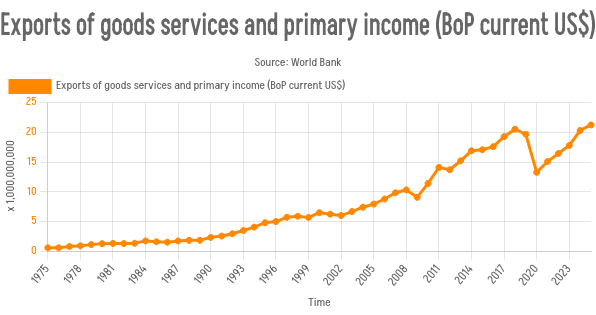 Exports of goods services and primary income (BoP current US$)
Source: World Bank
Exports of goods services and primary income (BoP current US$)
x 1,000,000,000
25
20
15
10
5
0
1975 1978 1981 1984 1987 1990 1993 1996 1999 2002 2005 2008 2011 2014 2017 2020 2023
Time